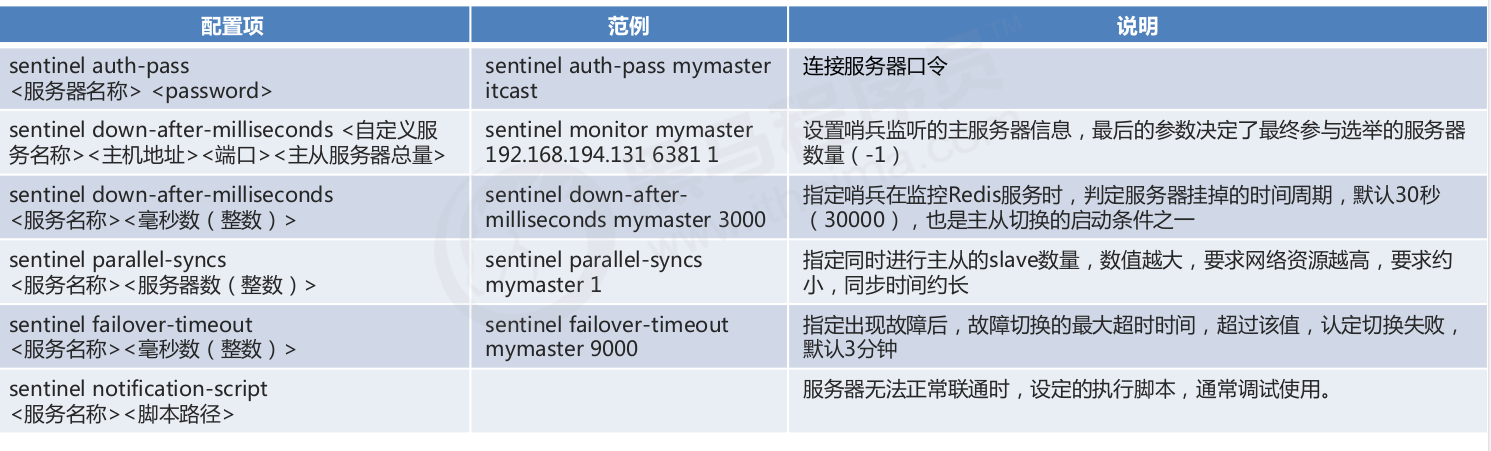 配置项 范例 说明
sentinel auth-pass
<服务器名称> <password>
sentinel auth-pass mymaster
itcast
连接服务器口令
sentinel down-after-milliseconds <自定义服
务名称><主机地址><端口><主从服务器总量>
sentinel monitor mymaster
192.168.194.131 6381 1
设置哨兵监听的主服务器信息，最后的参数决定了最终参与选举的服务器
数量（-1）
sentinel down-after-milliseconds
<服务名称><毫秒数（整数）>
sentinel down-after-
milliseconds mymaster 3000
指定哨兵在监控Redis服务时，判定服务器挂掉的时间周期，默认30秒
（30000），也是主从切换的启动条件之一
sentinel parallel-syncs
<服务名称><服务器数（整数）>
sentinel parallel-syncs
mymaster 1
指定同时进行主从的slave数量，数值越大，要求网络资源越高，要求约
小，同步时间约长
sentinel failover-timeout
<服务名称><毫秒数（整数）>
sentinel failover-timeout
mymaster 9000
指定出现故障后，故障切换的最大超时时间，超过该值，认定切换失败，
默认3分钟
sentinel notification-script
<服务名称><脚本路径>
服务器无法正常联通时，设定的执行脚本，通常调试使用。
黑马程序员™
www.itheima.com